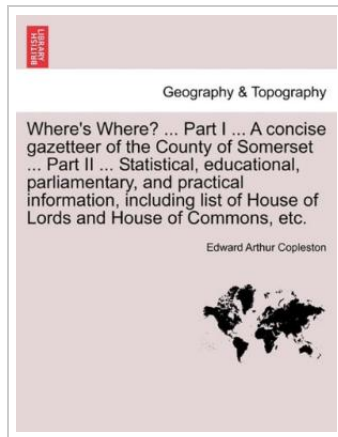 BRITISH
LIBRARY
Geography & Topography
Where's Where? ... Part I ... A concise
gazetteer of the County of Somerset
... Part II ... Statistical, educational,
parliamentary, and practical
information, including list of House of
Lords and House of Commons, etc.
Edward Arthur Copleston